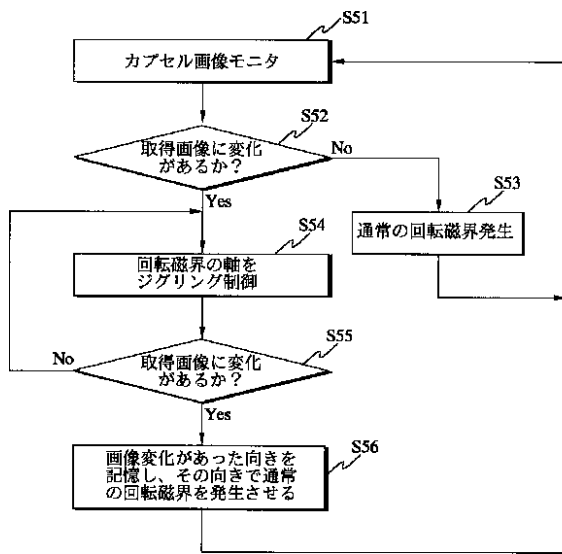 S51
カプセル画像モニタ
S52
取得画像に変化
があるか?
No
Yes
S53
通常の回転磁界発生
S54
回転磁界の軸を
ジグリング制御
S55
取得画像に変化
があるか?
No
Yes
S56
画像変化があった向きを
記憶し、その向きで通常
の回転磁界を発生させる